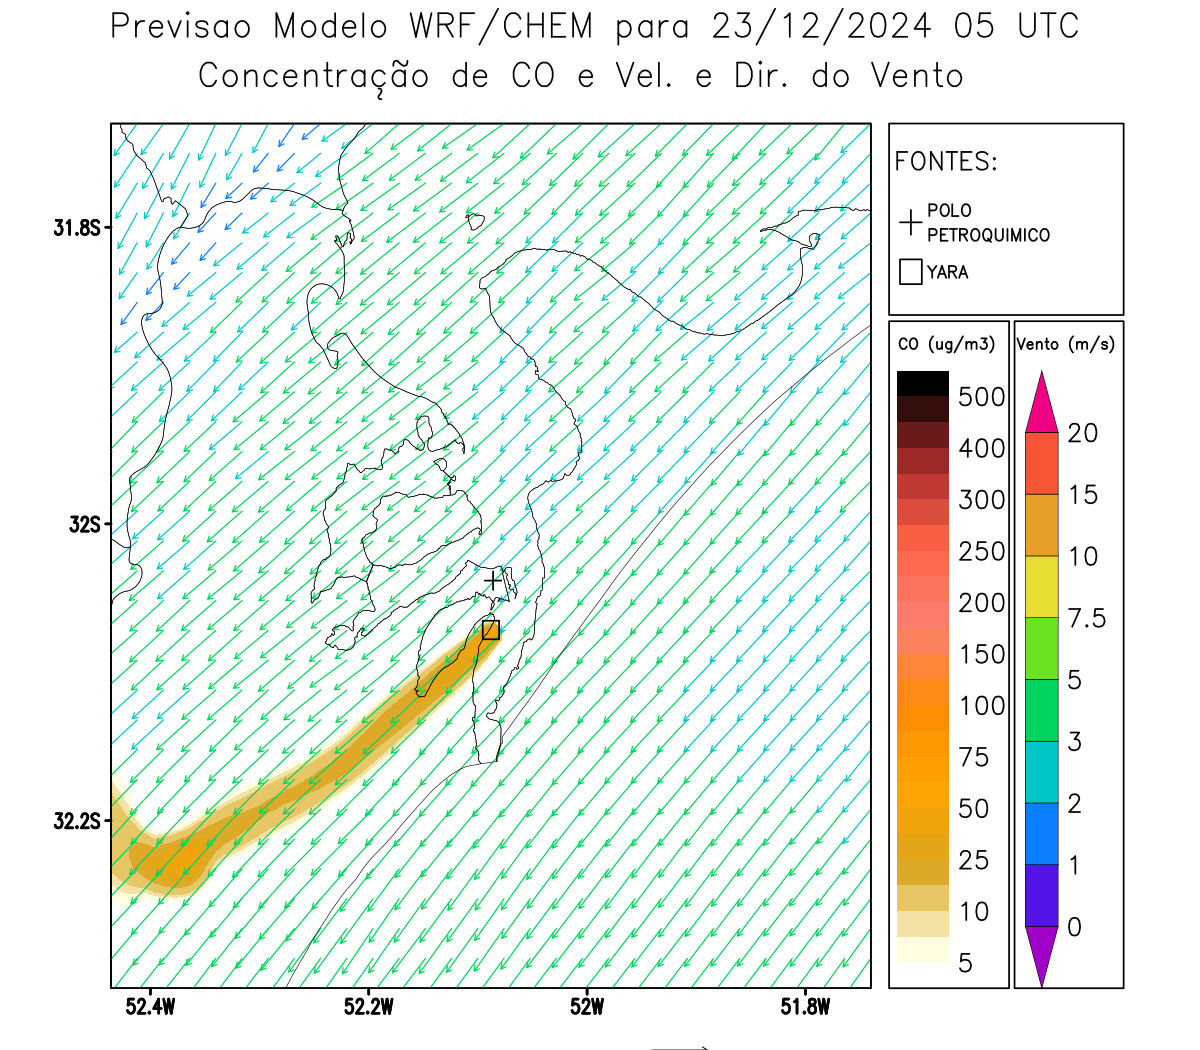 Previsao Modelo WRF/CHEM para 23/12/2024 05 UTC
Concentração de CO e Vel. e Dir. do Vento
FONTES:
POLO
PETROQUIMICO
YARA
CO (ug/m3)
500
400
300
250
200
150
100
75
50
25
10
5
Vento (m/s)
20
15
10
7.5
5
3
2
1
0
31.8S
32S
32.2S
52.4W
52.2W
52W
51.8W